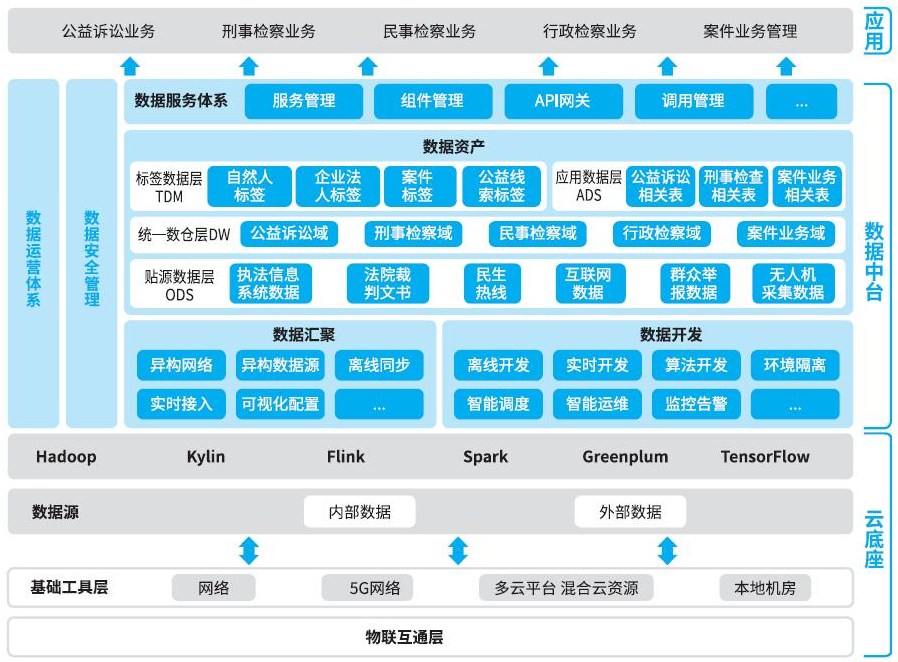 公益诉讼业务 刑事检察业务 民事检察业务 行政检察业务 案件业务管理
应用
数据运营体系
数据安全管理
数据服务体系 服务管理 组件管理 API网关 调用管理 ...
数据资产
标签数据层
TDM
自然人
标签
企业法
人标签
案件
标签
公益线
索标签
应用数据层
ADS
公益诉讼
相关表
刑事检查
相关表
案件业务
相关表
统一数仓层DW 公益诉讼域 刑事检察域 民事检察域 行政检察域 案件业务域
贴源数据层
ODS
执法信息
系统数据
法院裁
判文书
民生
热线
互联网
数据
群众举
报数据
无人机
采集数据
数据汇聚
异构网络 异构数据源 离线同步
实时接入 可视化配置 ...
数据开发
离线开发 实时开发 算法开发 环境隔离
智能调度 智能运维 监控告警 ...
数据中台
Hadoop Kylin Flink Spark Greenplum TensorFlow
数据源 内部数据 外部数据
基础工具层 网络 5G网络 多云平台 混合云资源 本地机房
物联互通层
云底座